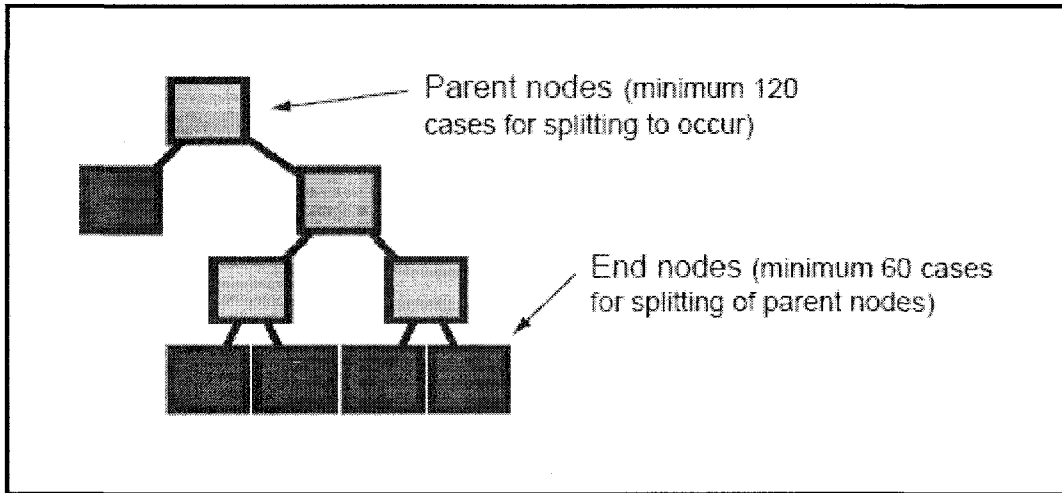 Parent nodes (minimum 120
cases for splitting to occur)
End nodes (minimum 60 cases
for splitting of parent nodes)